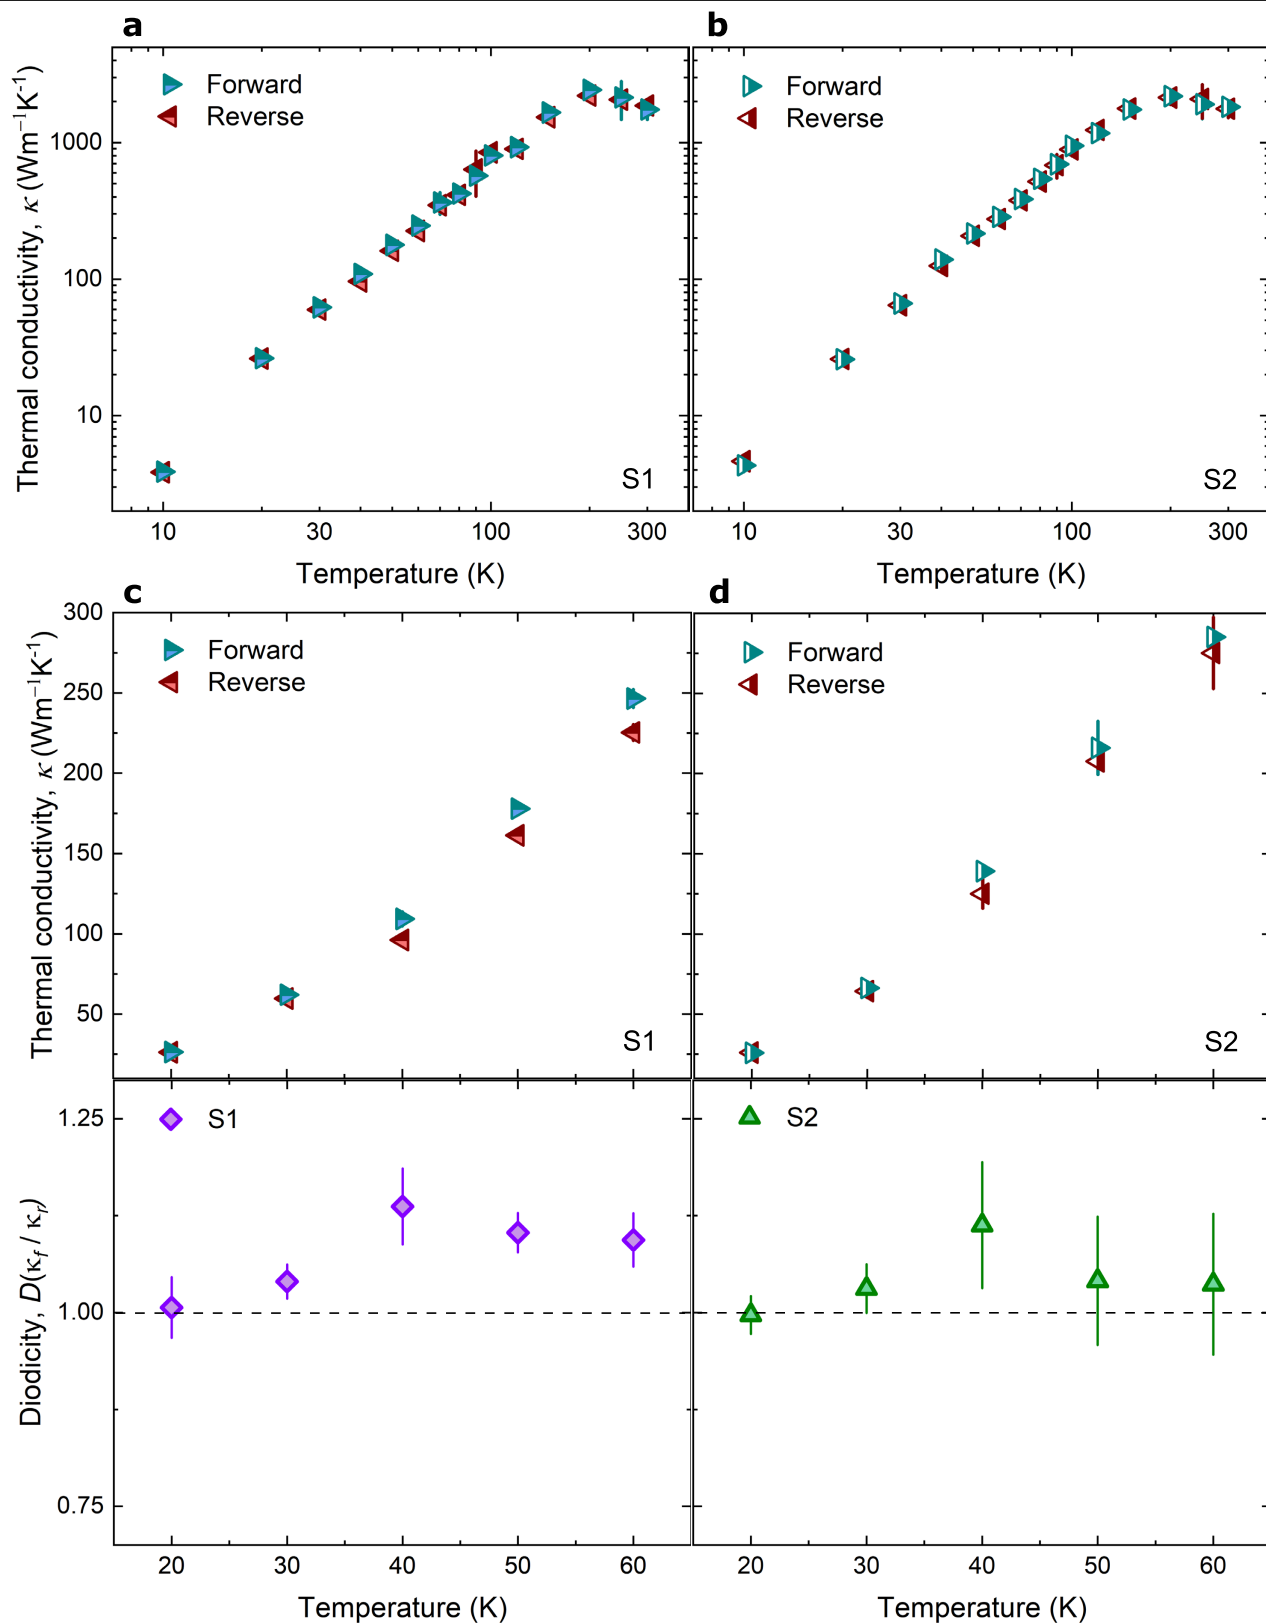 a
b
Thermal conductivity, κ (Wm⁻¹K⁻¹)
Forward
Reverse
Forward
Reverse
1000
100
10
S1
S2
10 30 100 300
10 30 100 300
Temperature (K)
Temperature (K)
c
d
Thermal conductivity, κ (Wm⁻¹K⁻¹)
Forward
Reverse
Forward
Reverse
300
250
200
150
100
50
S1
S2
Diodicity, D(κf / κr)
S1
S2
1.25
1.00
0.75
20 30 40 50 60
20 30 40 50 60
Temperature (K)
Temperature (K)